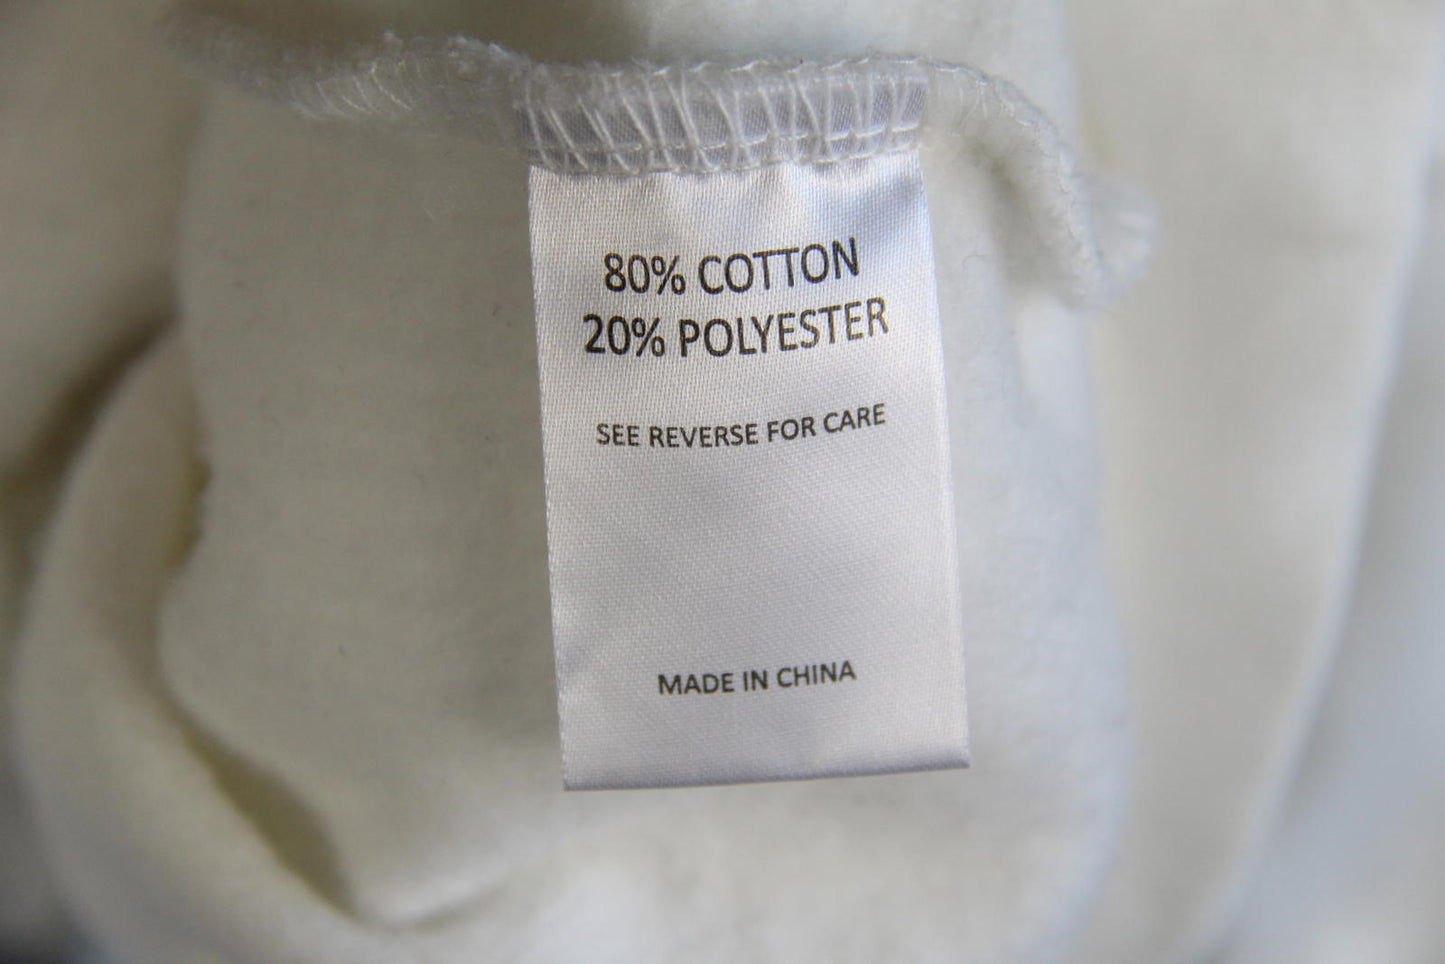 80% COTTON
20% POLYESTER
SEE REVERSE FOR CARE
MADE IN CHINA